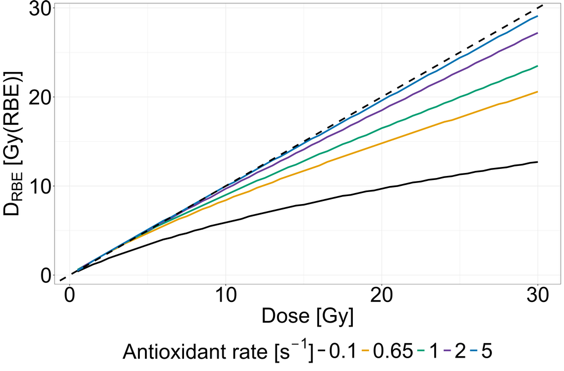 30
20
10
0
D_RBE [Gy(RBE)]
0 10 20 30
Dose [Gy]
Antioxidant rate [s⁻¹] 0.1 0.65 1 2 5